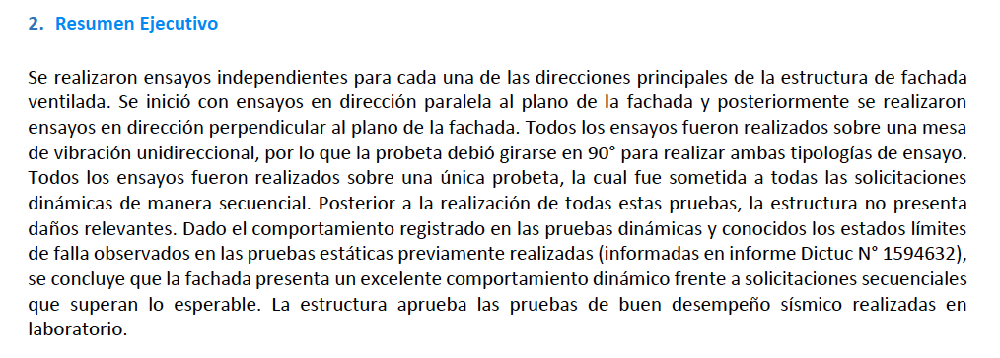 2. Resumen Ejecutivo
Se realizaron ensayos independientes para cada una de las direcciones principales de la estructura de fachada
ventilada. Se inició con ensayos en dirección paralela al plano de la fachada y posteriormente se realizaron
ensayos en dirección perpendicular al plano de la fachada. Todos los ensayos fueron realizados sobre una mesa
de vibración unidireccional, por lo que la probeta debió girarse en 90° para realizar ambas tipologías de ensayo.
Todos los ensayos fueron realizados sobre una única probeta, la cual fue sometida a todas las solicitaciones
dinámicas de manera secuencial. Posterior a la realización de todas estas pruebas, la estructura no presenta
daños relevantes. Dado el comportamiento registrado en las pruebas dinámicas y conocidos los estados límites
de falla observados en las pruebas estáticas previamente realizadas (informadas en informe Dictuc N° 1594632),
se concluye que la fachada presenta un excelente comportamiento dinámico frente a solicitaciones secuenciales
que superan lo esperable. La estructura aprueba las pruebas de buen desempeño sísmico realizadas en
laboratorio.